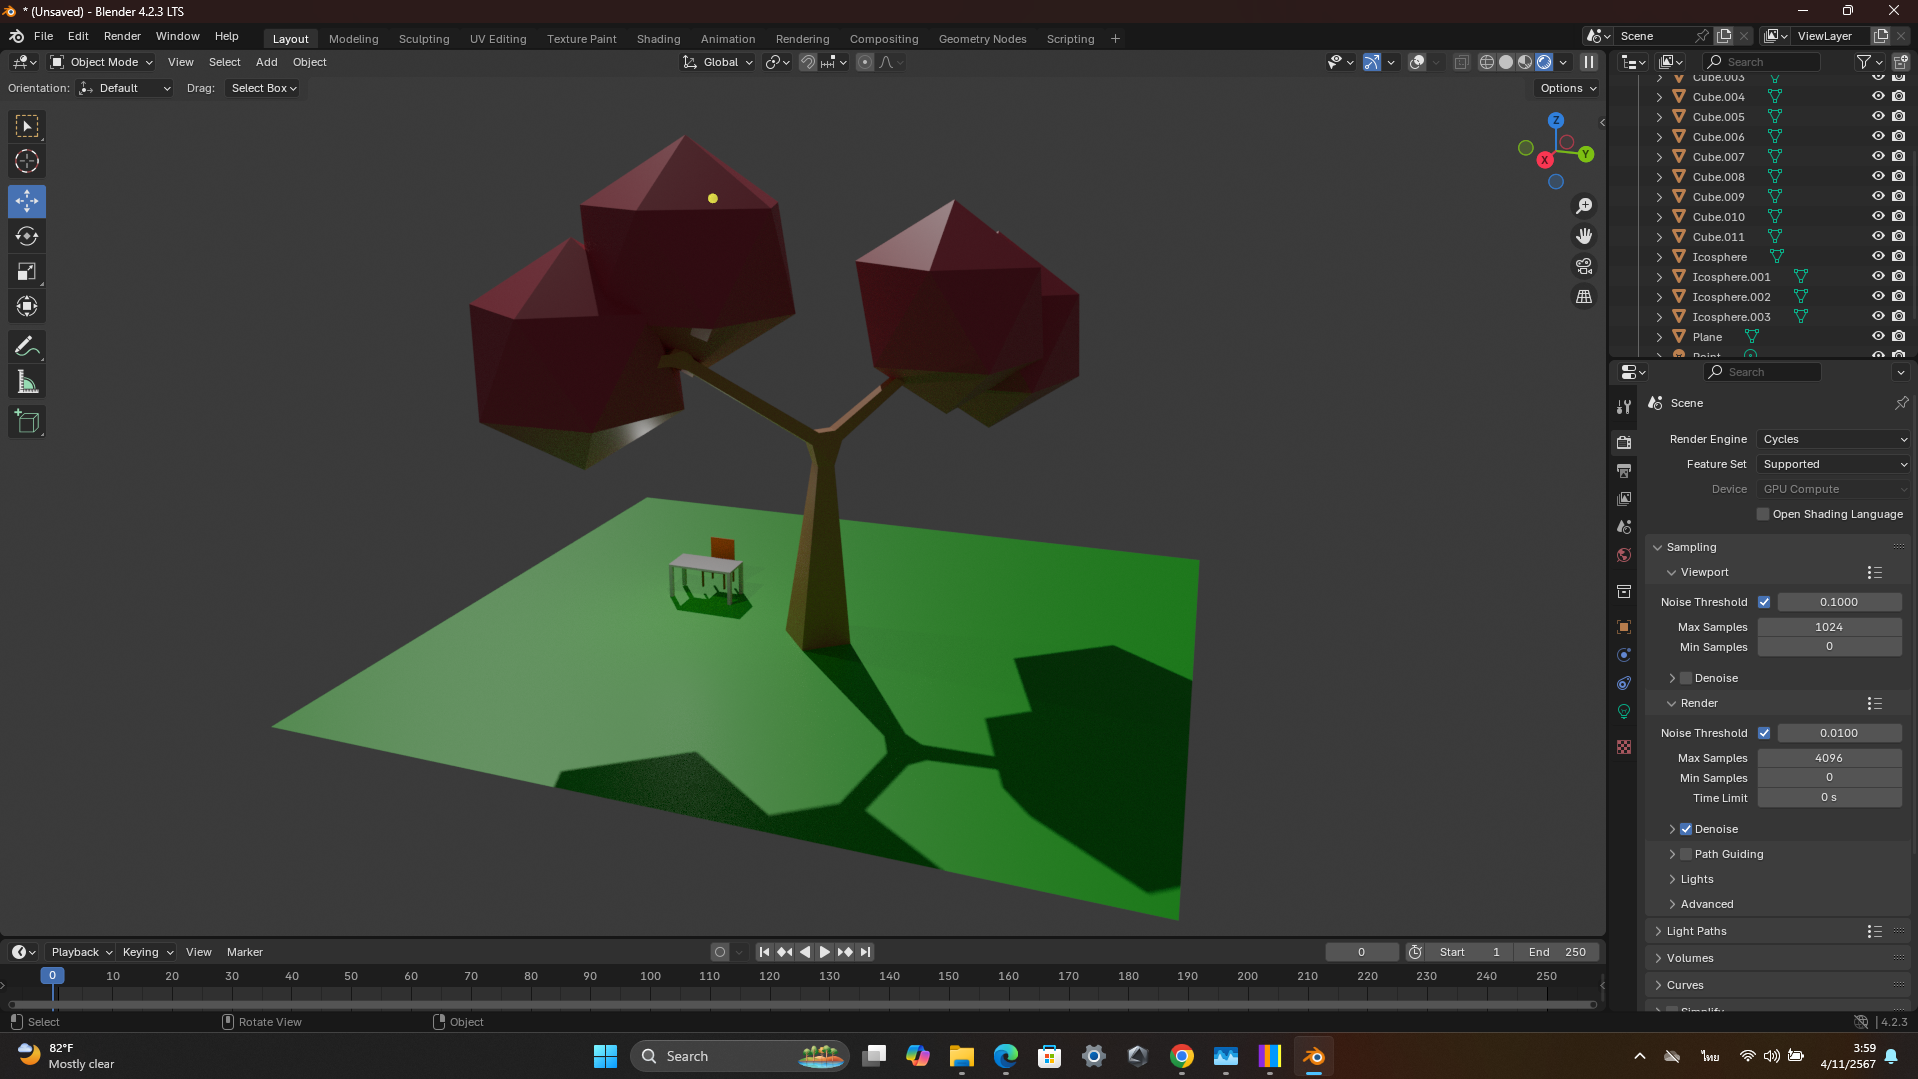 * (Unsaved) - Blender 4.2.3 LTS
File Edit Render Window Help
Layout Modeling Sculpting UV Editing Texture Paint Shading Animation Rendering Compositing Geometry Nodes Scripting +
Scene
ViewLayer
Object Mode View Select Add Object
Global
Search
Orientation: Default Drag: Select Box
Options
Z
Y
X
Cube.003
Cube.004
Cube.005
Cube.006
Cube.007
Cube.008
Cube.009
Cube.010
Cube.011
Icosphere
Icosphere.001
Icosphere.002
Icosphere.003
Plane
Point
Search
Scene
Render Engine Cycles
Feature Set Supported
Device GPU Compute
Open Shading Language
Sampling
Viewport
Noise Threshold 0.1000
Max Samples 1024
Min Samples 0
Denoise
Render
Noise Threshold 0.0100
Max Samples 4096
Min Samples 0
Time Limit 0 s
Denoise
Path Guiding
Lights
Advanced
Light Paths
Volumes
Curves
Simplify
Playback Keying View Marker
0 Start 1 End 250
0 10 20 30 40 50 60 70 80 90 100 110 120 130 140 150 160 170 180 190 200 210 220 230 240 250
Select Rotate View Object
4.2.3
82°F
Mostly clear
Search
ไทย
3:59
4/11/2567